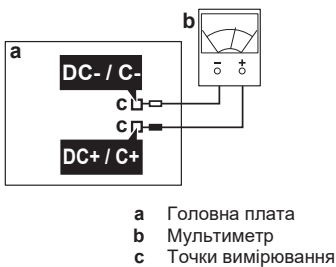 b
a
DC- / C-
- +
c
c
DC+ / C+
a Головна плата
b Мультиметр
c Точки вимірювання